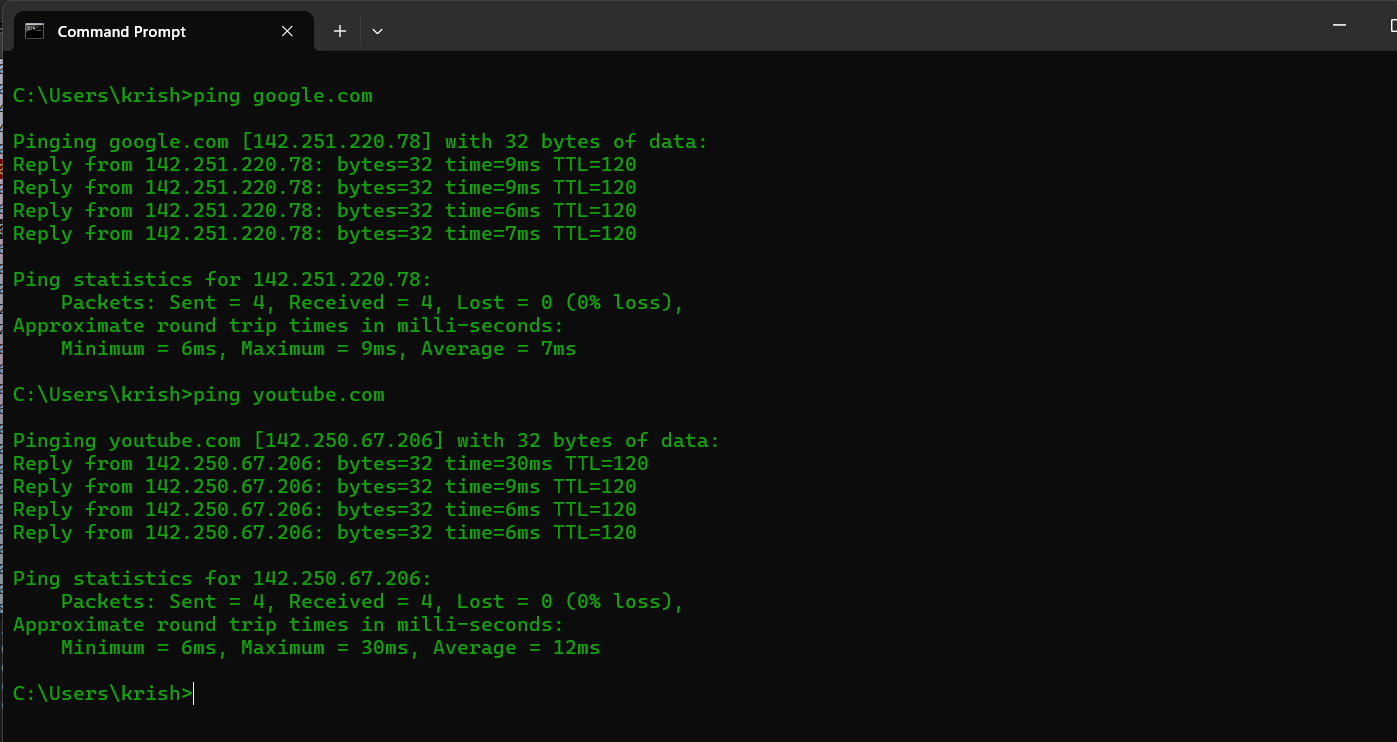 Command Prompt
C:\Users\krish>ping google.com
Pinging google.com [142.251.220.78] with 32 bytes of data:
Reply from 142.251.220.78: bytes=32 time=9ms TTL=120
Reply from 142.251.220.78: bytes=32 time=9ms TTL=120
Reply from 142.251.220.78: bytes=32 time=6ms TTL=120
Reply from 142.251.220.78: bytes=32 time=7ms TTL=120
Ping statistics for 142.251.220.78:
    Packets: Sent = 4, Received = 4, Lost = 0 (0% loss),
Approximate round trip times in milli-seconds:
    Minimum = 6ms, Maximum = 9ms, Average = 7ms
C:\Users\krish>ping youtube.com
Pinging youtube.com [142.250.67.206] with 32 bytes of data:
Reply from 142.250.67.206: bytes=32 time=30ms TTL=120
Reply from 142.250.67.206: bytes=32 time=9ms TTL=120
Reply from 142.250.67.206: bytes=32 time=6ms TTL=120
Reply from 142.250.67.206: bytes=32 time=6ms TTL=120
Ping statistics for 142.250.67.206:
    Packets: Sent = 4, Received = 4, Lost = 0 (0% loss),
Approximate round trip times in milli-seconds:
    Minimum = 6ms, Maximum = 30ms, Average = 12ms
C:\Users\krish>